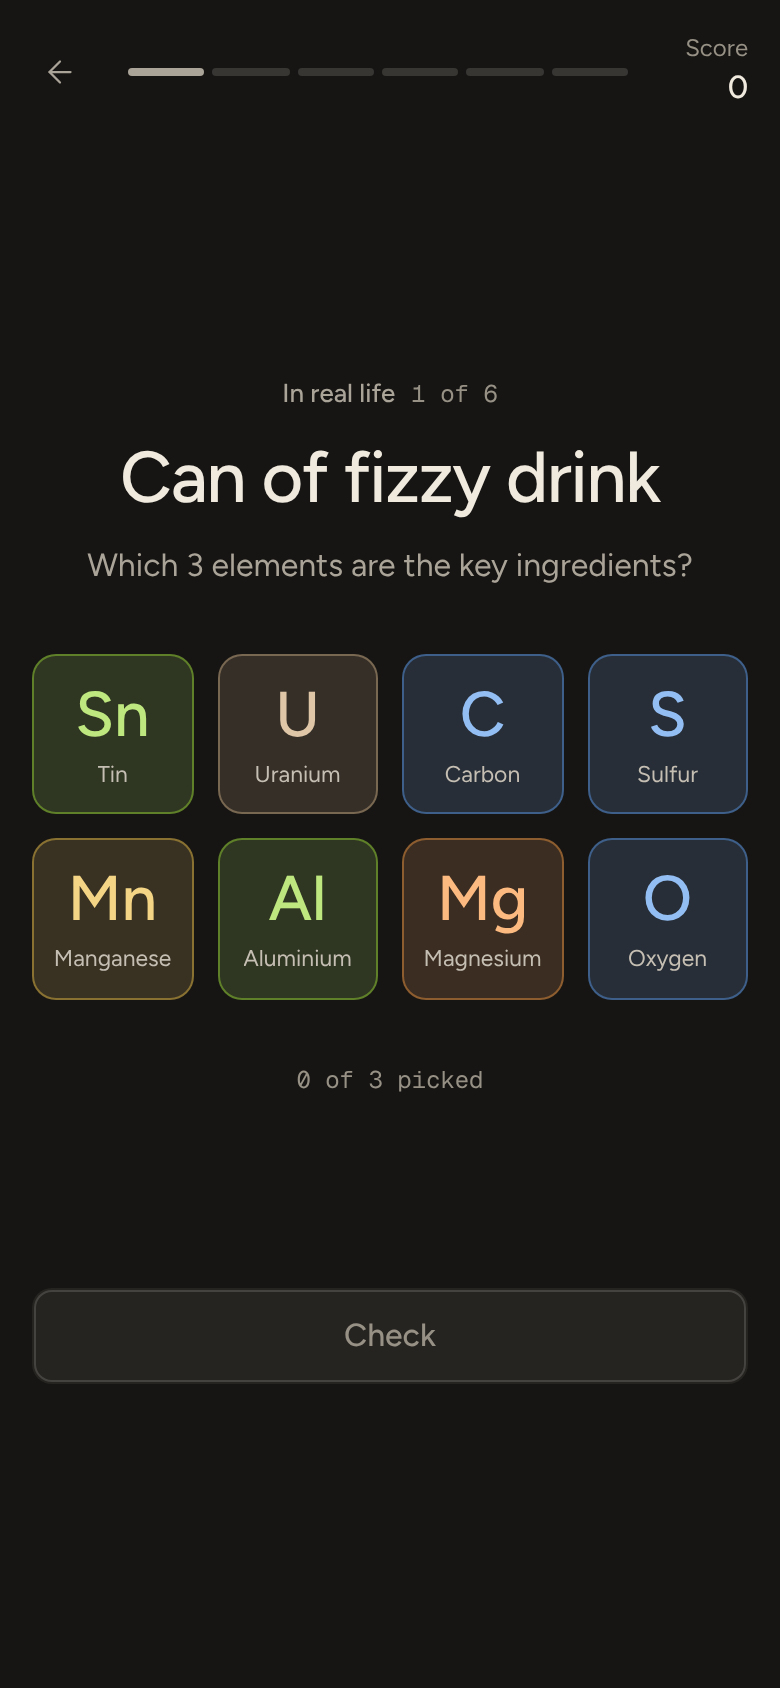 Score
0
In real life 1 of 6
Can of fizzy drink
Which 3 elements are the key ingredients?
Sn
Tin
U
Uranium
C
Carbon
S
Sulfur
Mn
Manganese
Al
Aluminium
Mg
Magnesium
O
Oxygen
0 of 3 picked
Check